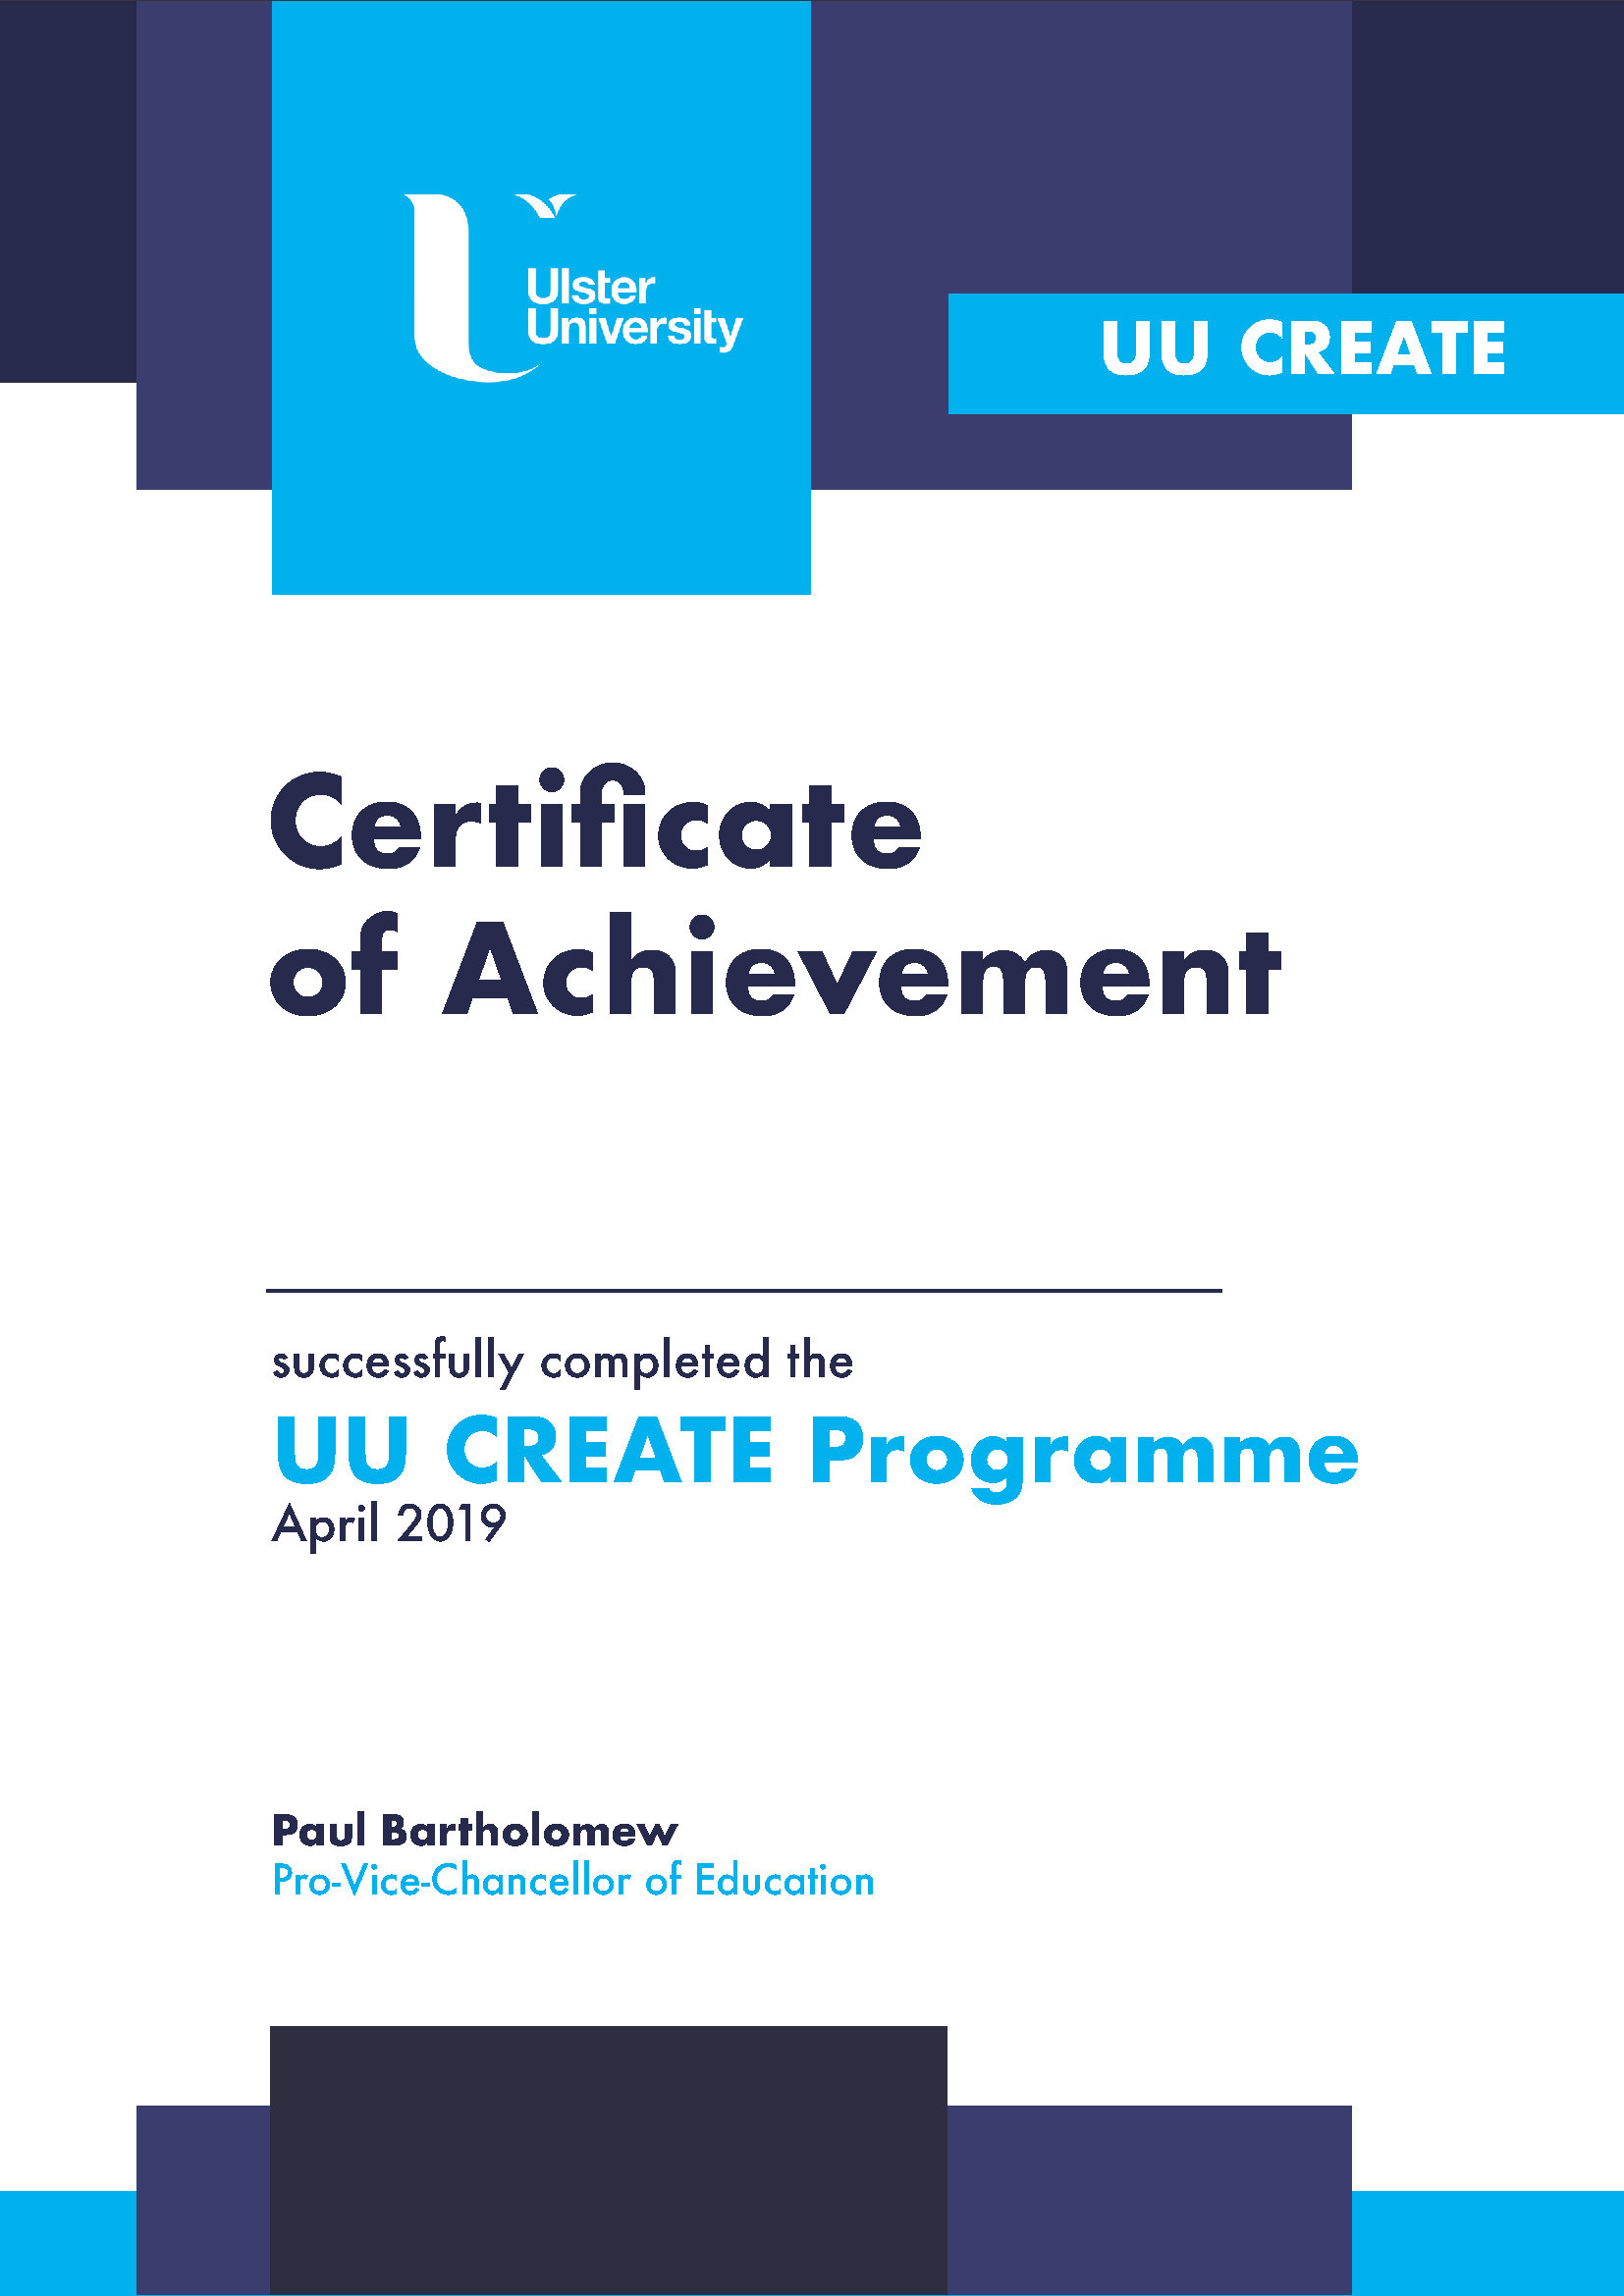 Ulster
University
UU CREATE
Certificate
of Achievement
successfully completed the
UU CREATE Programme
April 2019
Paul Bartholomew
Pro-Vice-Chancellor of Education